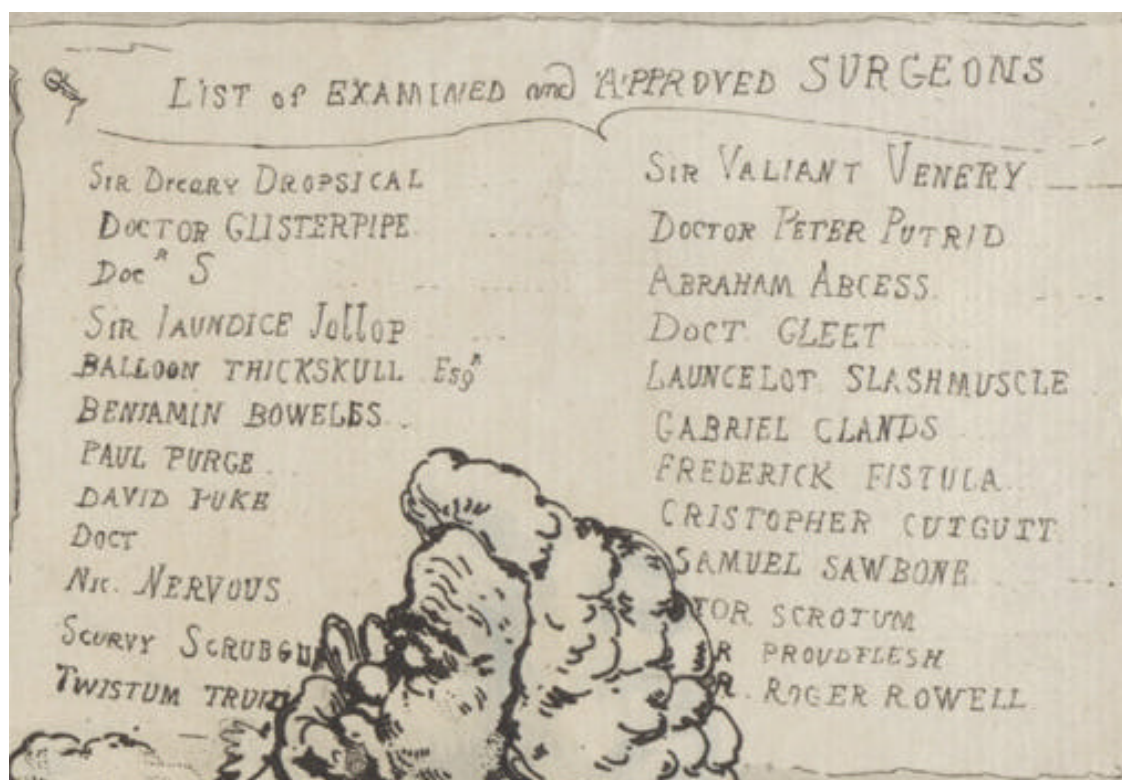 LIST of EXAMINED and APPROVED SURGEONS
SIR DREARY DROPSICAL
DOCTOR GLISTERPIPE
DocR S
SIR JAUNDICE JOLLOP
BALLOON THICKSKULL EsqR
BENJAMIN BOWELLS
PAUL PURGE
DAVID PUKE
DOCT
NIC. NERVOUS
SCURVY
TWISTUM
SIR VALIANT VENERY
DOCTOR PETER PUTRID
ABRAHAM ABCESS
DOCT. GLEET
LAUNCELOT SLASHMUSCLE
GABRIEL GLANDS
FREDERICK FISTULA
CRISTOPHER CUTGUTT
SAMUEL SAWBONE
TOR SCROTUM
R PROUDFLESH
R. ROGER ROWELL